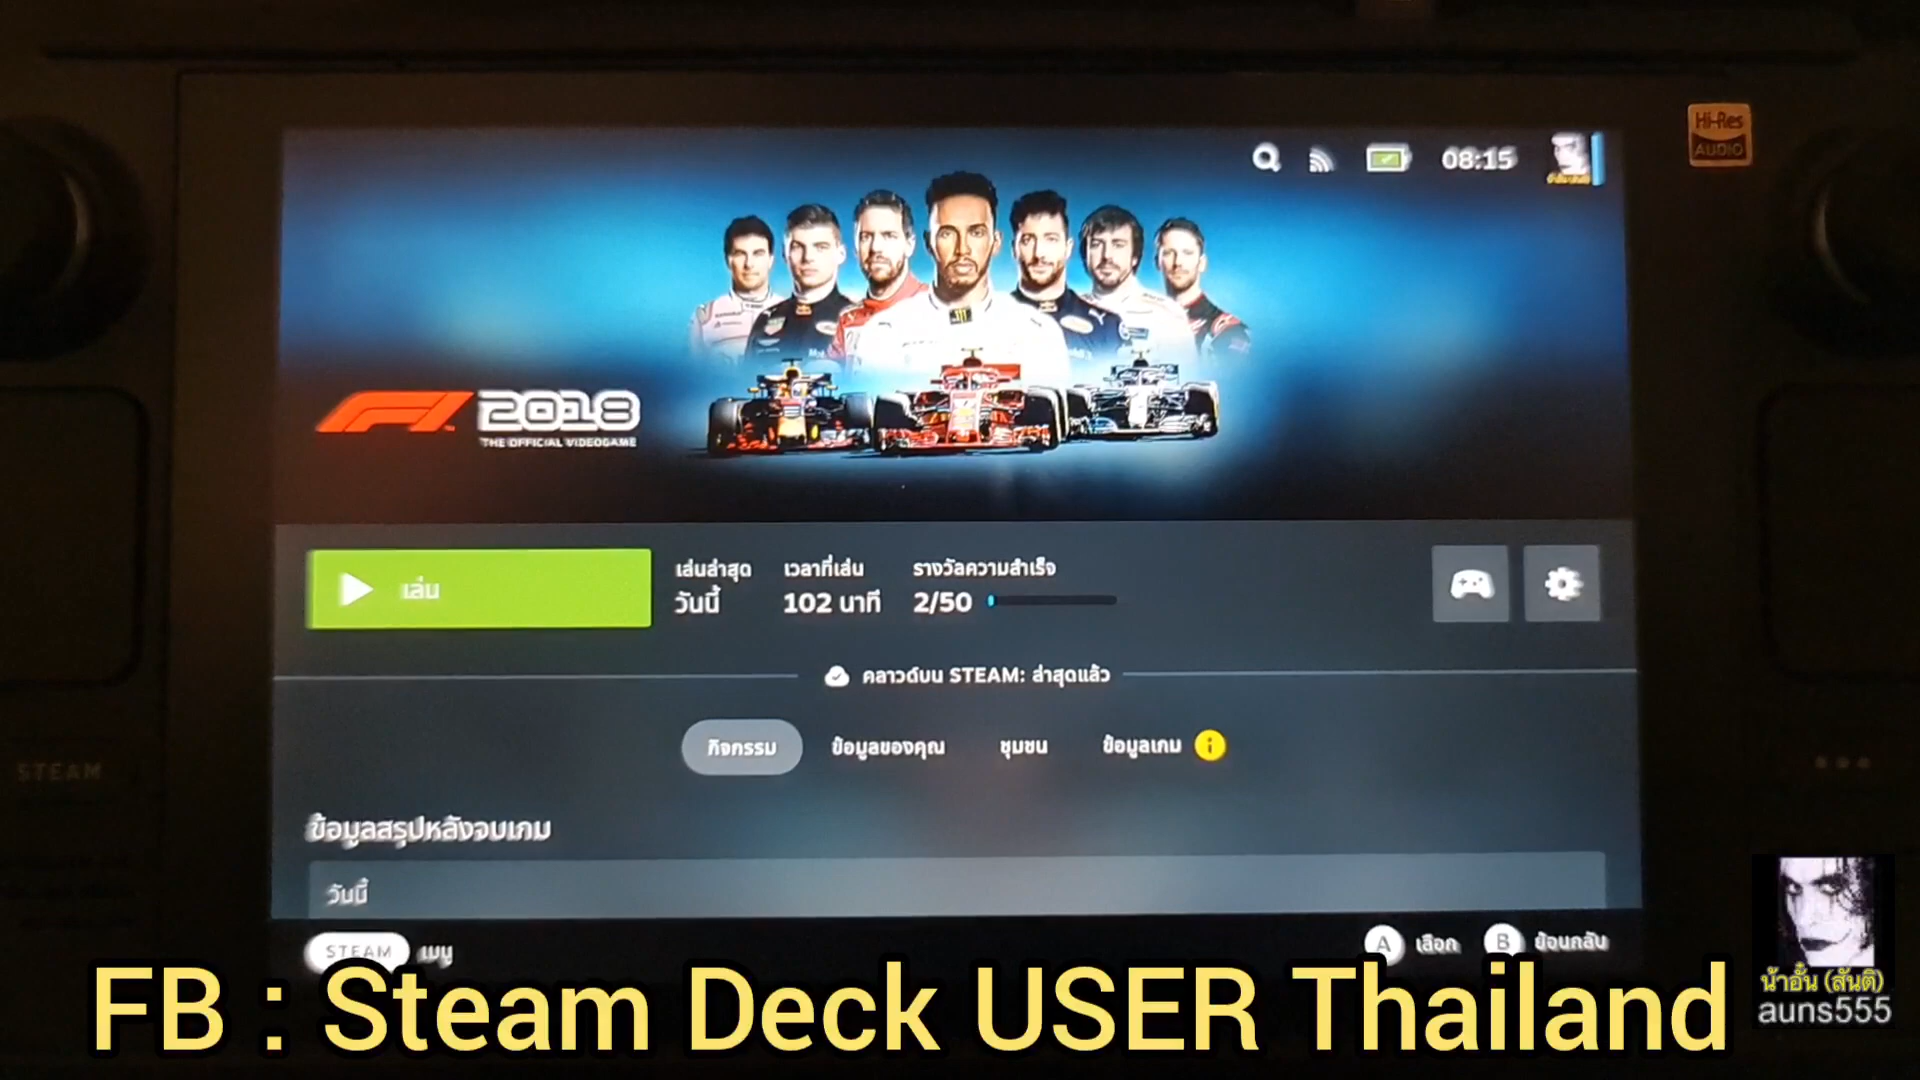 Hi-Res
AUDIO
08:15
F1 2018
THE OFFICIAL VIDEOGAME
เล่น
เล่นล่าสุด
วันนี้
เวลาที่เล่น
102 นาที
รางวัลความสำเร็จ
2/50
คลาวด์บน STEAM: ล่าสุดแล้ว
กิจกรรม
ข้อมูลของคุณ
ชุมชน
ข้อมูลเกม
STEAM
ข้อมูลสรุปหลังจบเกม
วันนี้
STEAM เมนู
A เลือก
B ย้อนกลับ
FB : Steam Deck USER Thailand
น้าอั๋น (สันติ)
auns555